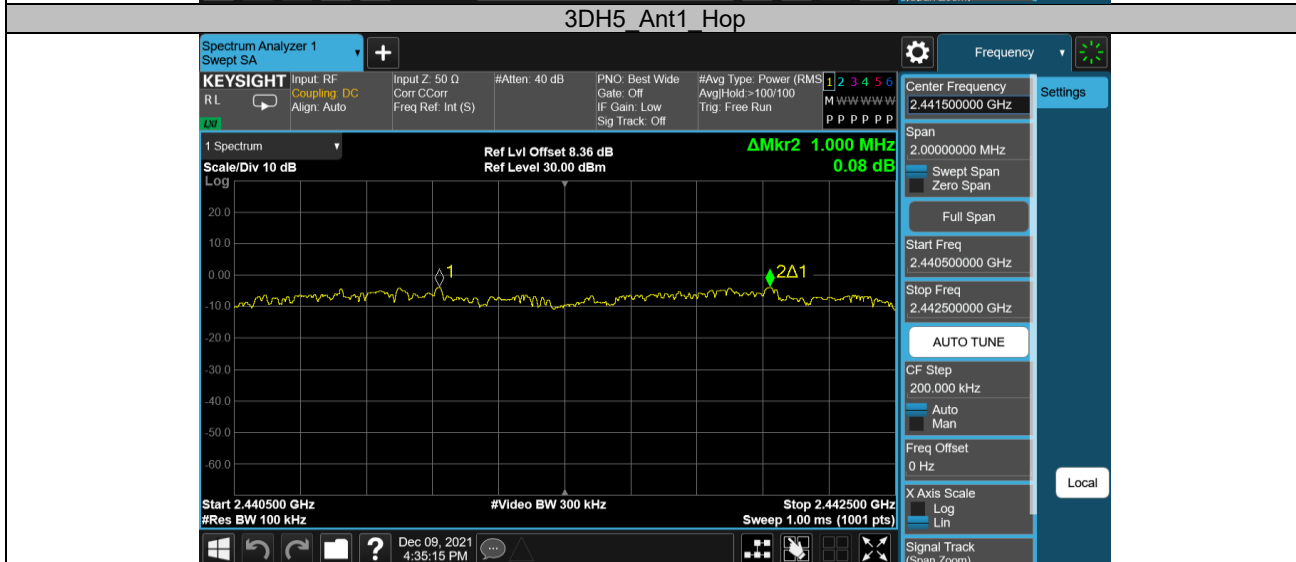 3DH5_Ant1_Hop
Spectrum Analyzer 1
Swept SA
Frequency
KEYSIGHT
R L
LXI
Input: RF
Coupling: DC
Align: Auto
Input Z: 50 Ω
Corr CCorr
Freq Ref: Int (S)
#Atten: 40 dB
PNO: Best Wide
Gate: Off
IF Gain: Low
Sig Track: Off
#Avg Type: Power (RMS
Avg|Hold:>100/100
Trig: Free Run
1 2 3 4 5 6
M W W W W W
P P P P P P
1 Spectrum
Scale/Div 10 dB
Ref Lvl Offset 8.36 dB
Ref Level 30.00 dBm
ΔMkr2 1.000 MHz
0.08 dB
Log
20.0
10.0
0.00
-10.0
-20.0
-30.0
-40.0
-50.0
-60.0
1
2Δ1
Start 2.440500 GHz
#Res BW 100 kHz
#Video BW 300 kHz
Stop 2.442500 GHz
Sweep 1.00 ms (1001 pts)
Center Frequency
2.441500000 GHz
Settings
Span
2.00000000 MHz
Swept Span
Zero Span
Full Span
Start Freq
2.440500000 GHz
Stop Freq
2.442500000 GHz
AUTO TUNE
CF Step
200.000 kHz
Auto
Man
Freq Offset
0 Hz
X Axis Scale
Log
Lin
Local
Signal Track
(Span Zoom)
Dec 09, 2021
4:35:15 PM